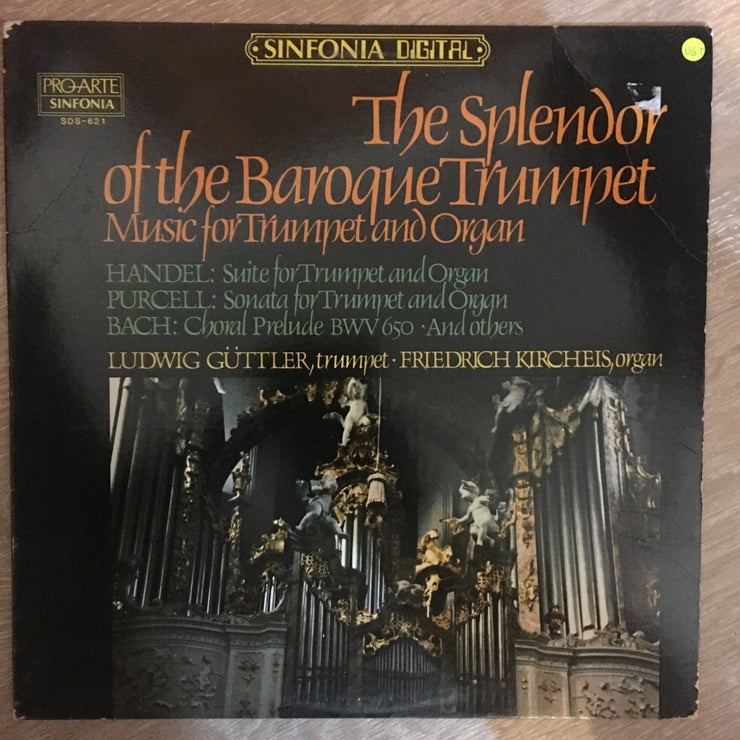 ·SINFONIA DIGITAL·
PRO ARTE
SINFONIA
SDS-621
The Splendor
of the Baroque Trumpet
Music for Trumpet and Organ
HANDEL: Suite for Trumpet and Organ
PURCELL: Sonata for Trumpet and Organ
BACH: Choral Prelude BWV 650 · And others
LUDWIG GÜTTLER, trumpet · FRIEDRICH KIRCHEIS, organ